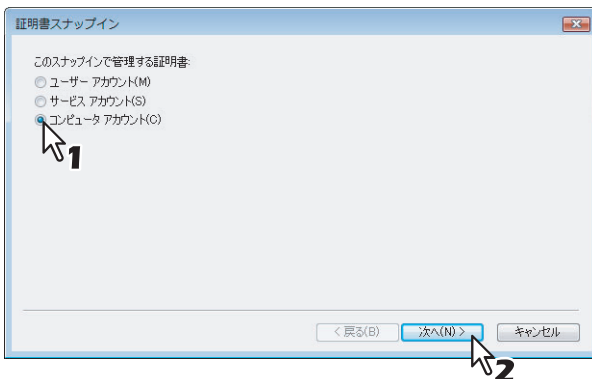 証明書スナップイン
このスナップインで管理する証明書:
ユーザー アカウント(M)
サービス アカウント(S)
コンピュータ アカウント(C)
1
< 戻る(B) 次へ(N) > キャンセル
2